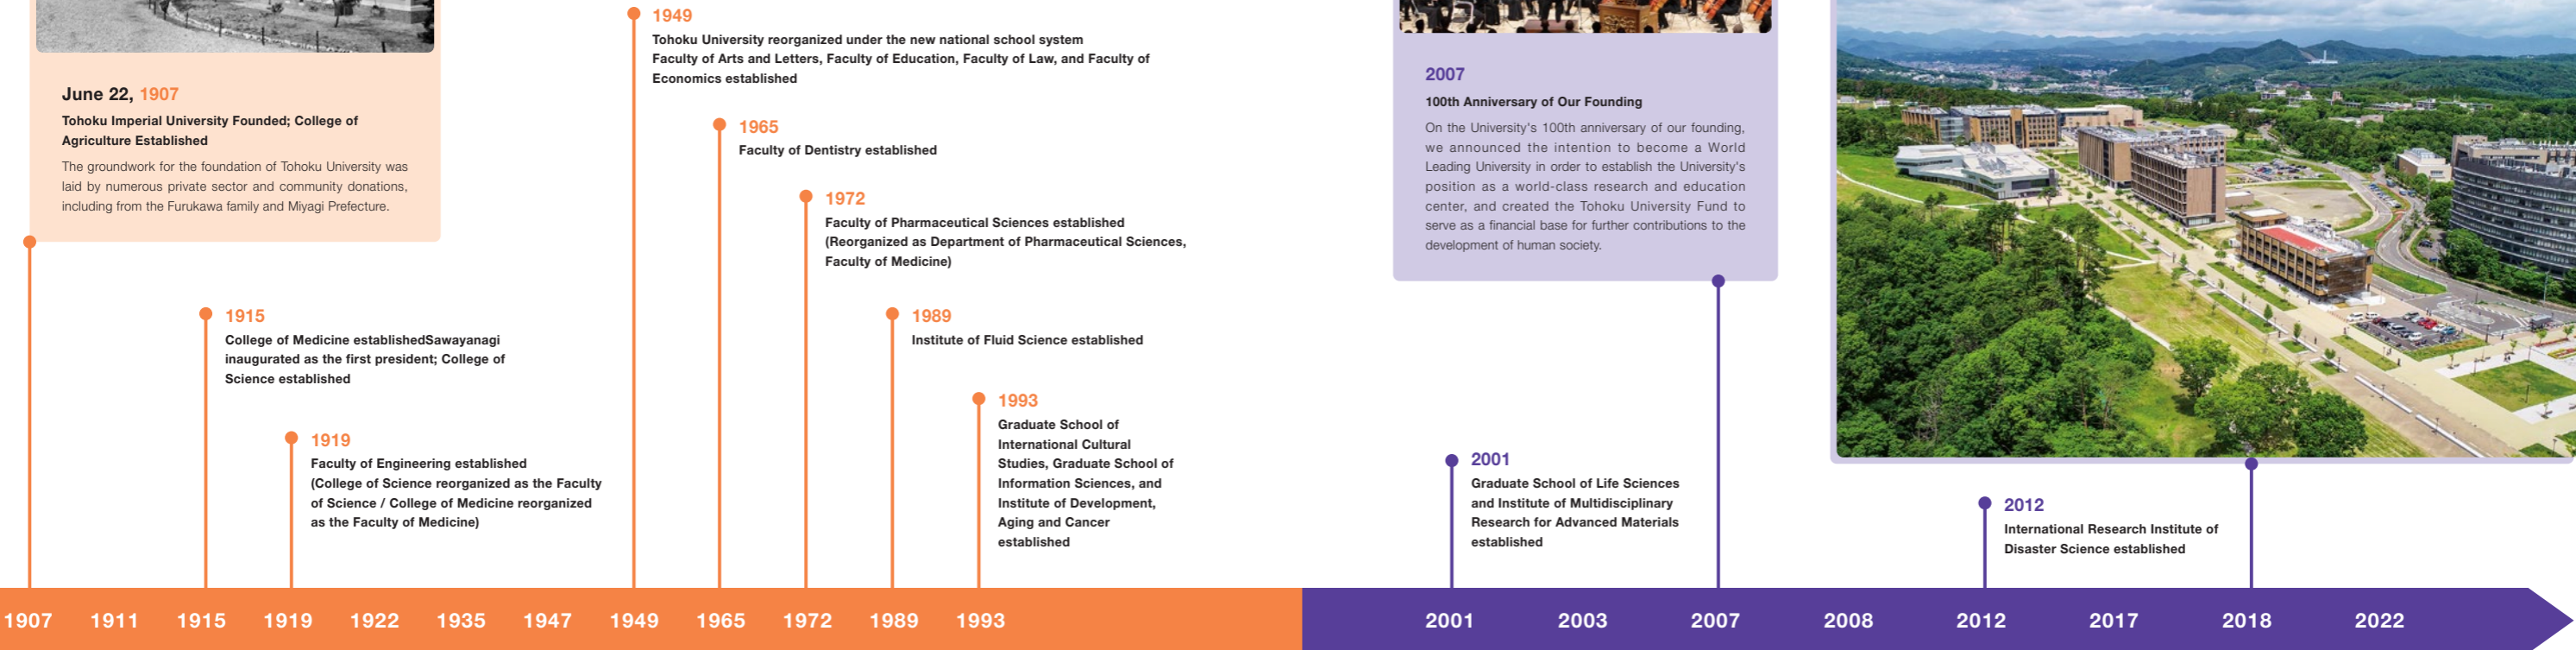 June 22, 1907
Tohoku Imperial University Founded; College of
Agriculture Established
The groundwork for the foundation of Tohoku University was
laid by numerous private sector and community donations,
including from the Furukawa family and Miyagi Prefecture.
1915
College of Medicine establishedSawayanagi
inaugurated as the first president; College of
Science established
1919
Faculty of Engineering established
(College of Science reorganized as the Faculty
of Science / College of Medicine reorganized
as the Faculty of Medicine)
1949
Tohoku University reorganized under the new national school system
Faculty of Arts and Letters, Faculty of Education, Faculty of Law, and Faculty of
Economics established
1965
Faculty of Dentistry established
1972
Faculty of Pharmaceutical Sciences established
(Reorganized as Department of Pharmaceutical Sciences,
Faculty of Medicine)
1989
Institute of Fluid Science established
1993
Graduate School of
International Cultural
Studies, Graduate School of
Information Sciences, and
Institute of Development,
Aging and Cancer
established
2001
Graduate School of Life Sciences
and Institute of Multidisciplinary
Research for Advanced Materials
established
2007
100th Anniversary of Our Founding
On the University's 100th anniversary of our founding,
we announced the intention to become a World
Leading University in order to establish the University's
position as a world-class research and education
center, and created the Tohoku University Fund to
serve as a financial base for further contributions to the
development of human society.
2012
International Research Institute of
Disaster Science established
1907 1911 1915 1919 1922 1935 1947 1949 1965 1972 1989 1993 2001 2003 2007 2008 2012 2017 2018 2022